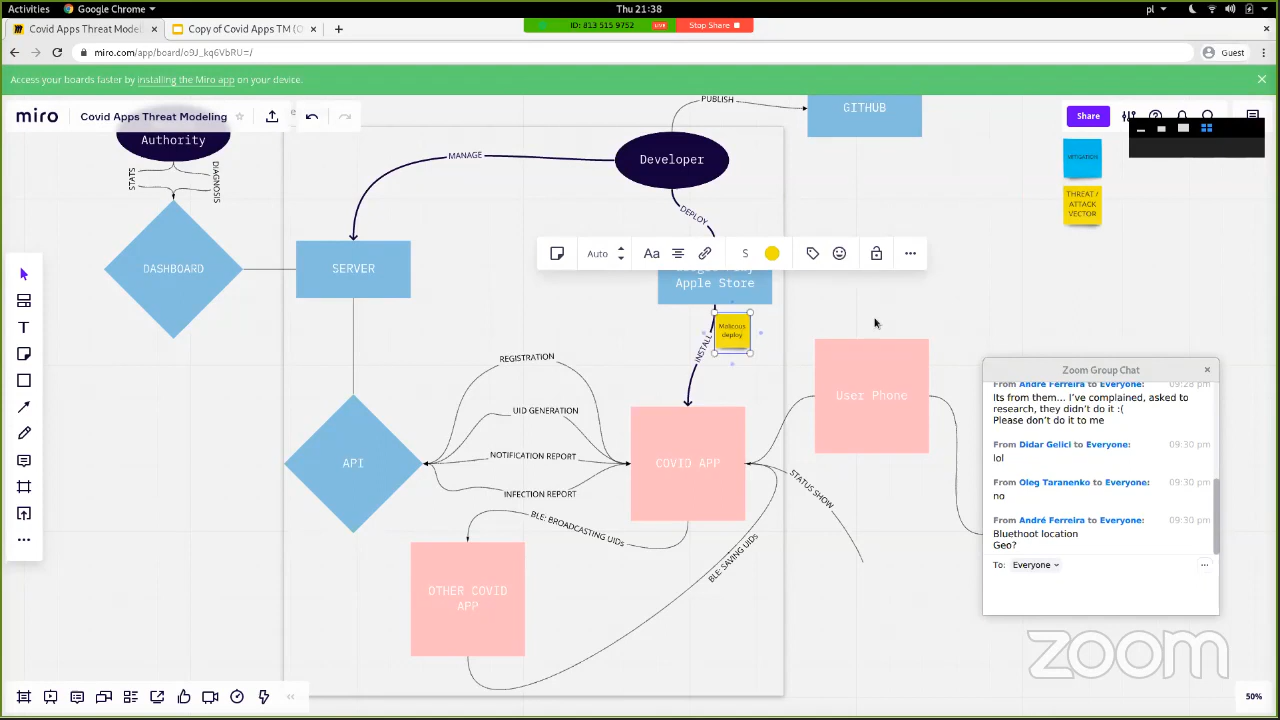 Activities
Google Chrome
Thu 21:38
pl
Covid Apps Threat Model
Copy of Covid Apps TM (O
ID: 813 515 9752
LIVE
Stop Share
miro.com/app/board/o9J_kq6VbRU=/
Guest
Access your boards faster by installing the Miro app on your device.
miro
Covid Apps Threat Modeling
Share
PUBLISH
GITHUB
Authority
Developer
MANAGE
MITIGATION
THREAT /
ATTACK
VECTOR
STATS
DIAGNOSIS
DEPLOY
Auto
Aa
S
DASHBOARD
SERVER
Apple Store
Malicous
deploy
INSTALL
REGISTRATION
User Phone
UID GENERATION
API
NOTIFICATION REPORT
COVID APP
INFECTION REPORT
STATUS SHOW
BLE: BROADCASTING UIDs
BLE: SAVING UIDs
OTHER COVID
APP
Zoom Group Chat
From André Ferreira to Everyone: 09:28 pm
Its from them... I've complained, asked to
research, they didn't do it :(
Please don't do it to me
From Didar Gelici to Everyone: 09:30 pm
lol
From Oleg Taranenko to Everyone: 09:30 pm
no
From André Ferreira to Everyone: 09:30 pm
Bluethoot location
Geo?
To: Everyone
zoom
50%